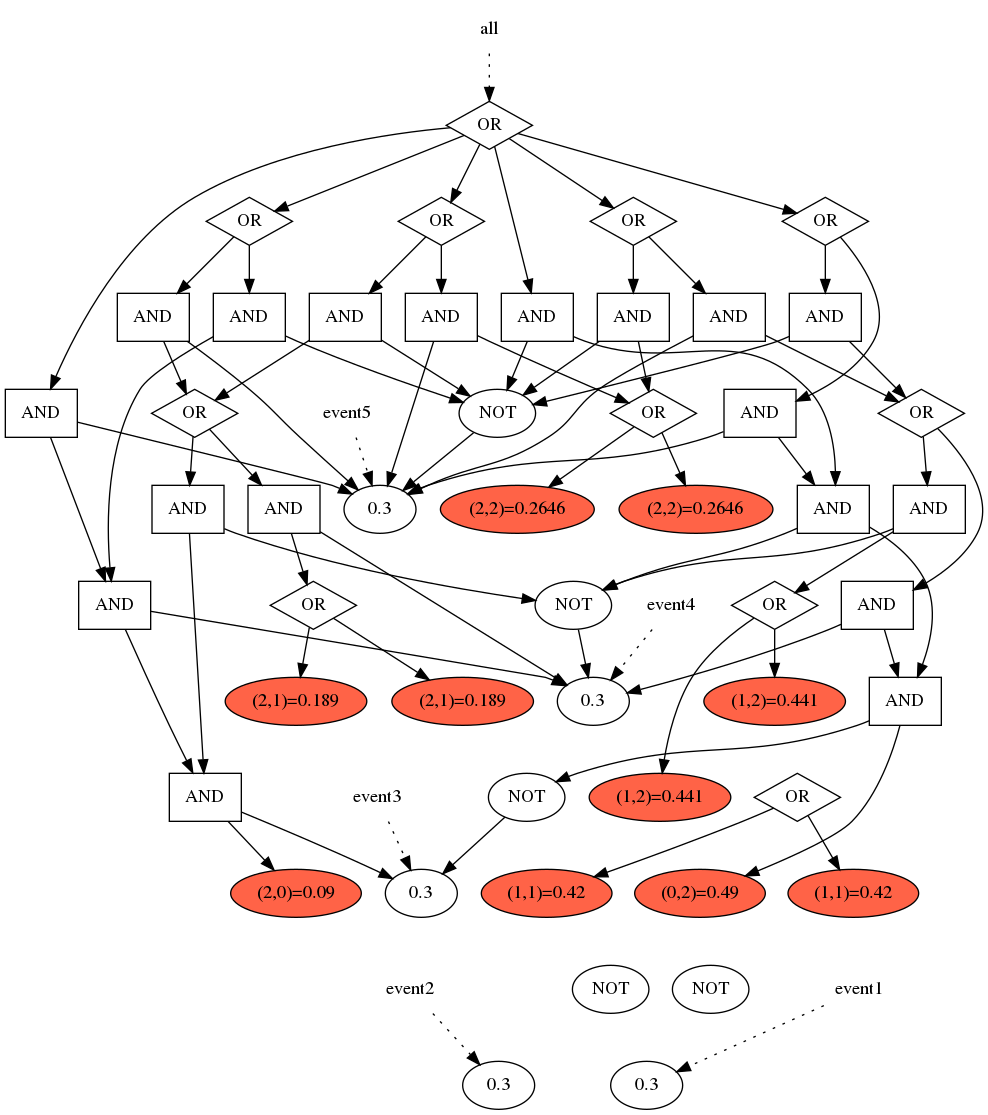 all
OR
OR
OR
OR
OR
AND
AND
AND
AND
AND
AND
AND
AND
AND
OR
event5
NOT
OR
AND
OR
AND
AND
0.3
(2,2)=0.2646
(2,2)=0.2646
AND
AND
AND
OR
NOT
event4
OR
AND
(2,1)=0.189
(2,1)=0.189
0.3
(1,2)=0.441
AND
AND
event3
NOT
(1,2)=0.441
OR
(2,0)=0.09
0.3
(1,1)=0.42
(0,2)=0.49
(1,1)=0.42
event2
NOT
NOT
event1
0.3
0.3